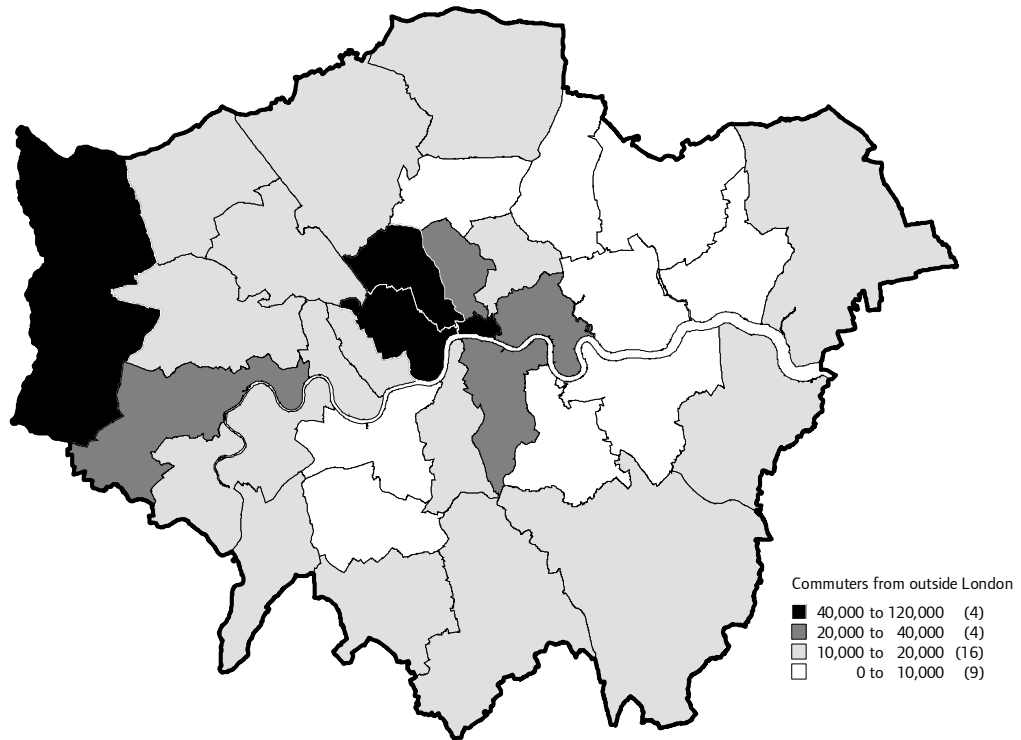 Commuters from outside London
40,000 to 120,000 (4)
20,000 to 40,000 (4)
10,000 to 20,000 (16)
0 to 10,000 (9)